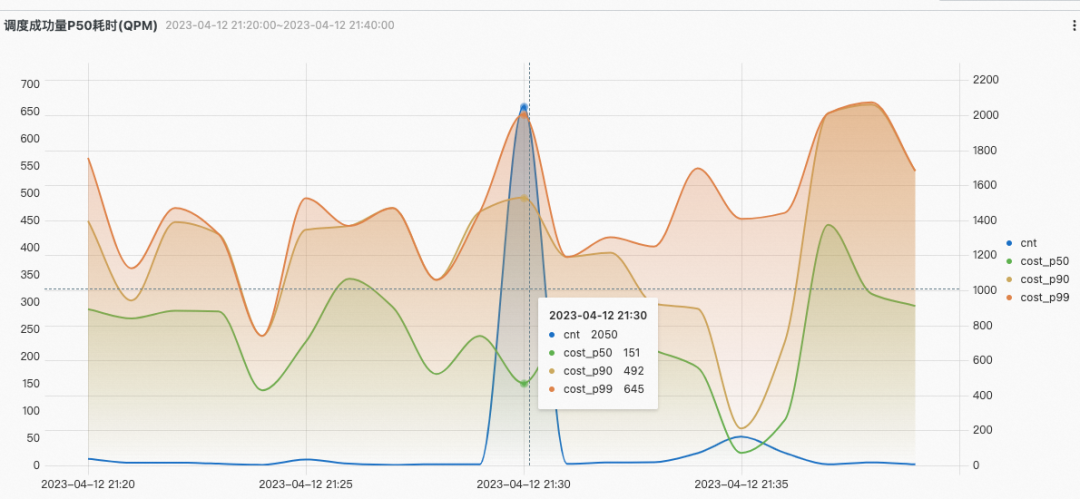 调度成功量P50耗时(QPM) 2023-04-12 21:20:00~2023-04-12 21:40:00
700
650
600
550
500
450
400
350
300
250
200
150
100
50
0
2200
2000
1800
1600
1400
1200
1000
800
600
400
200
0
cnt
cost_p50
cost_p90
cost_p99
2023-04-12 21:30
cnt 2050
cost_p50 151
cost_p90 492
cost_p99 645
2023-04-12 21:20 2023-04-12 21:25 2023-04-12 21:30 2023-04-12 21:35